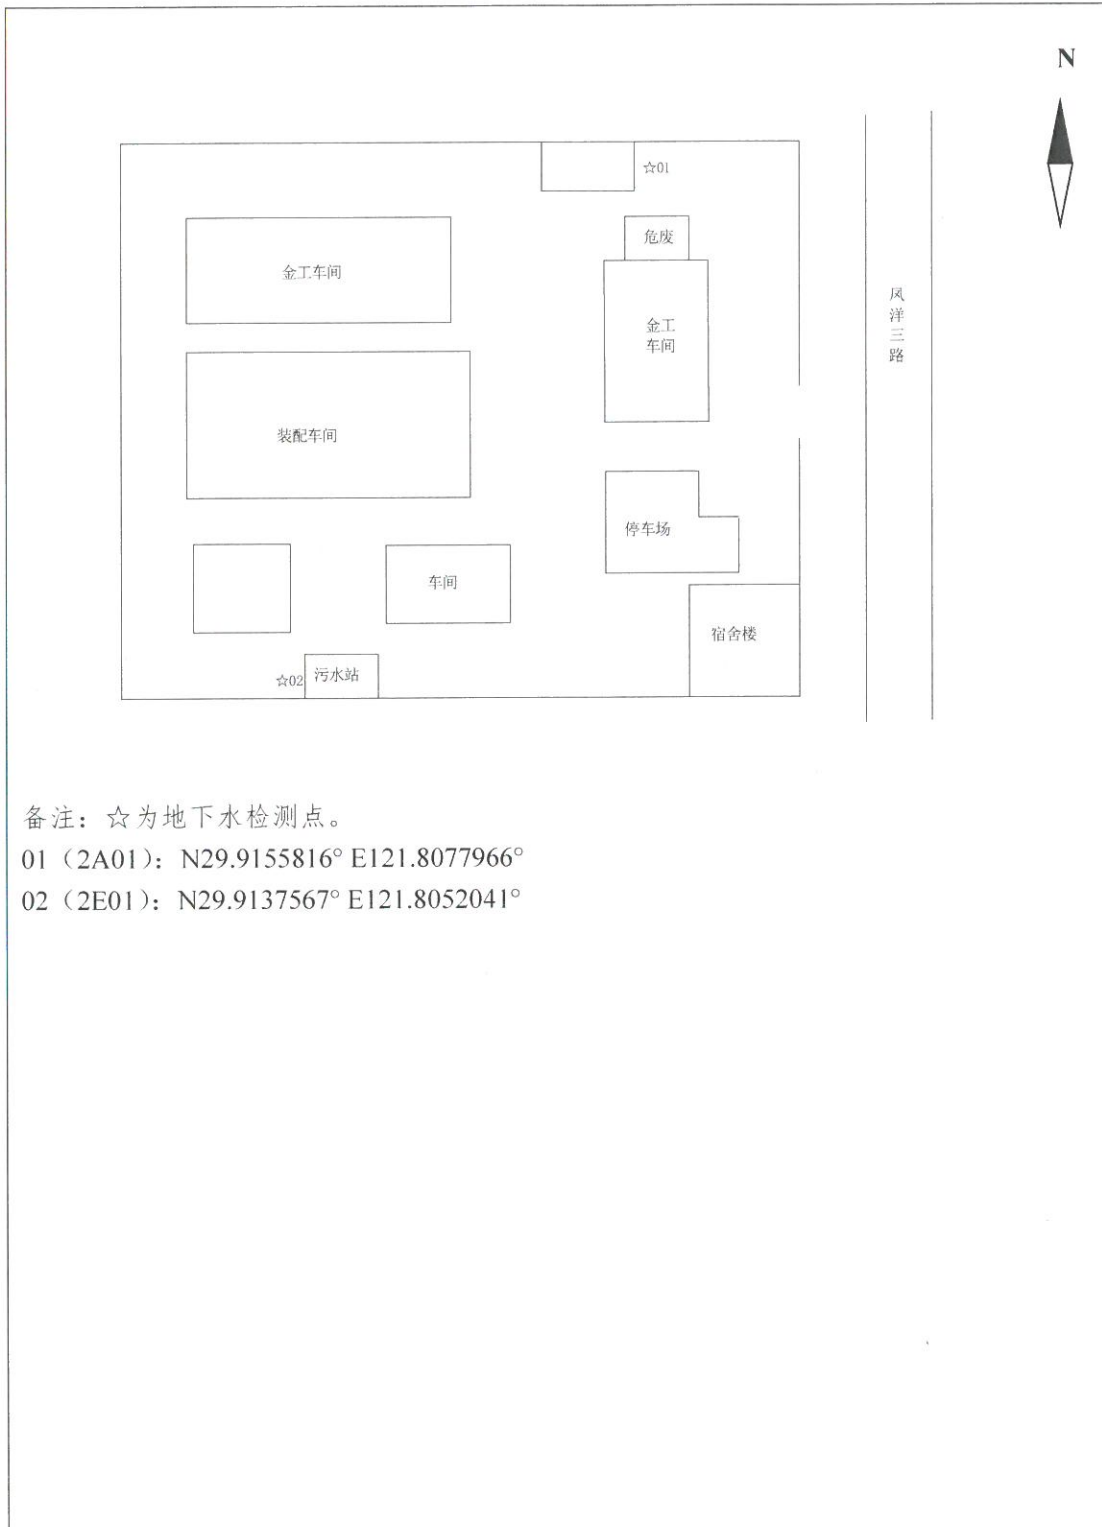 N
☆01
危废
金工车间
金工
车间
凤
洋
三
路
装配车间
停车场
车间
宿舍楼
☆02
污水站
备注：☆为地下水检测点。
01（2A01）：N29.9155816° E121.8077966°
02（2E01）：N29.9137567° E121.8052041°